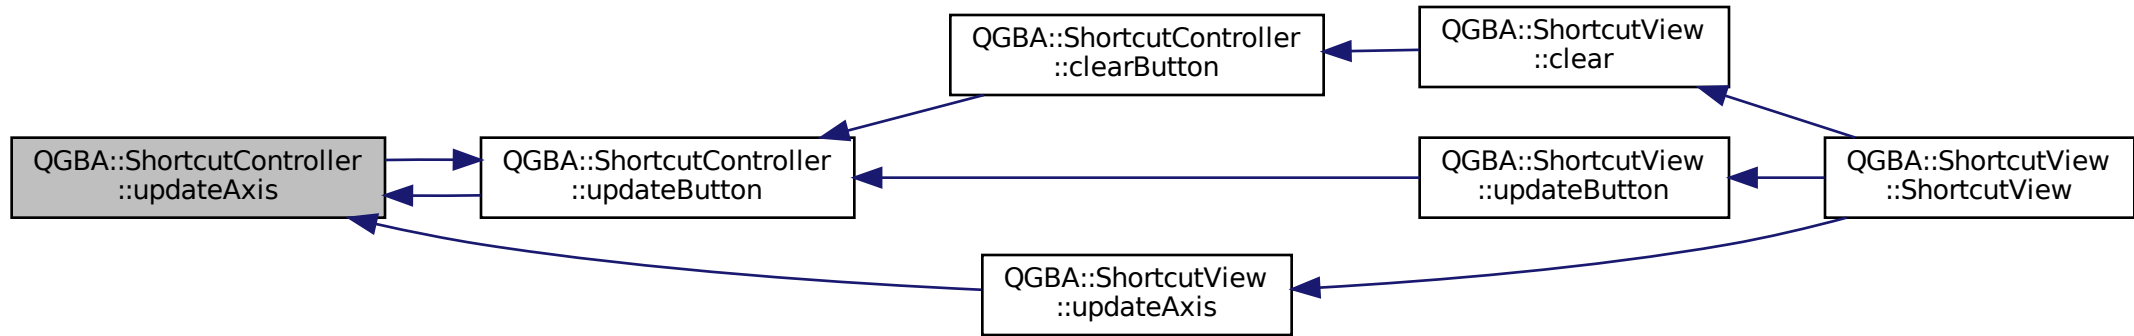 QGBA::ShortcutController
::updateAxis
QGBA::ShortcutController
::updateButton
QGBA::ShortcutController
::clearButton
QGBA::ShortcutView
::clear
QGBA::ShortcutView
::updateButton
QGBA::ShortcutView
::ShortcutView
QGBA::ShortcutView
::updateAxis